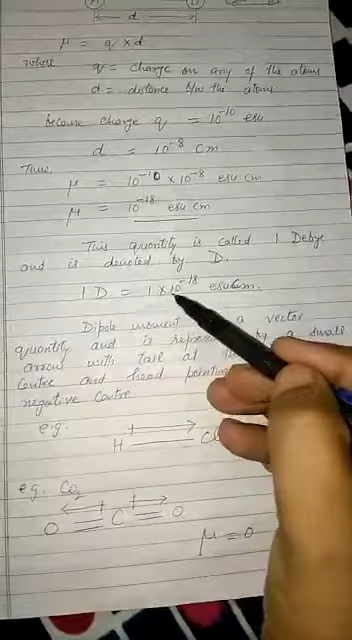 d
μ = q × d
where
q = charge on any of the atoms
d = distance b/w the atoms
because charge q = 10⁻¹⁰ esu
d = 10⁻⁸ cm
Thus
μ = 10⁻¹⁰ × 10⁻⁸ esu cm
μ = 10⁻¹⁸ esu cm
This quantity is called 1 Debye
and is denoted by D.
1 D = 1 × 10⁻¹⁸ esu cm.
Dipole moment a vector
quantity and is by a small
arrow with tail at
Centre and head
negative Centre
e.g.
H
eg. CO₂
O = C = O
μ = 0